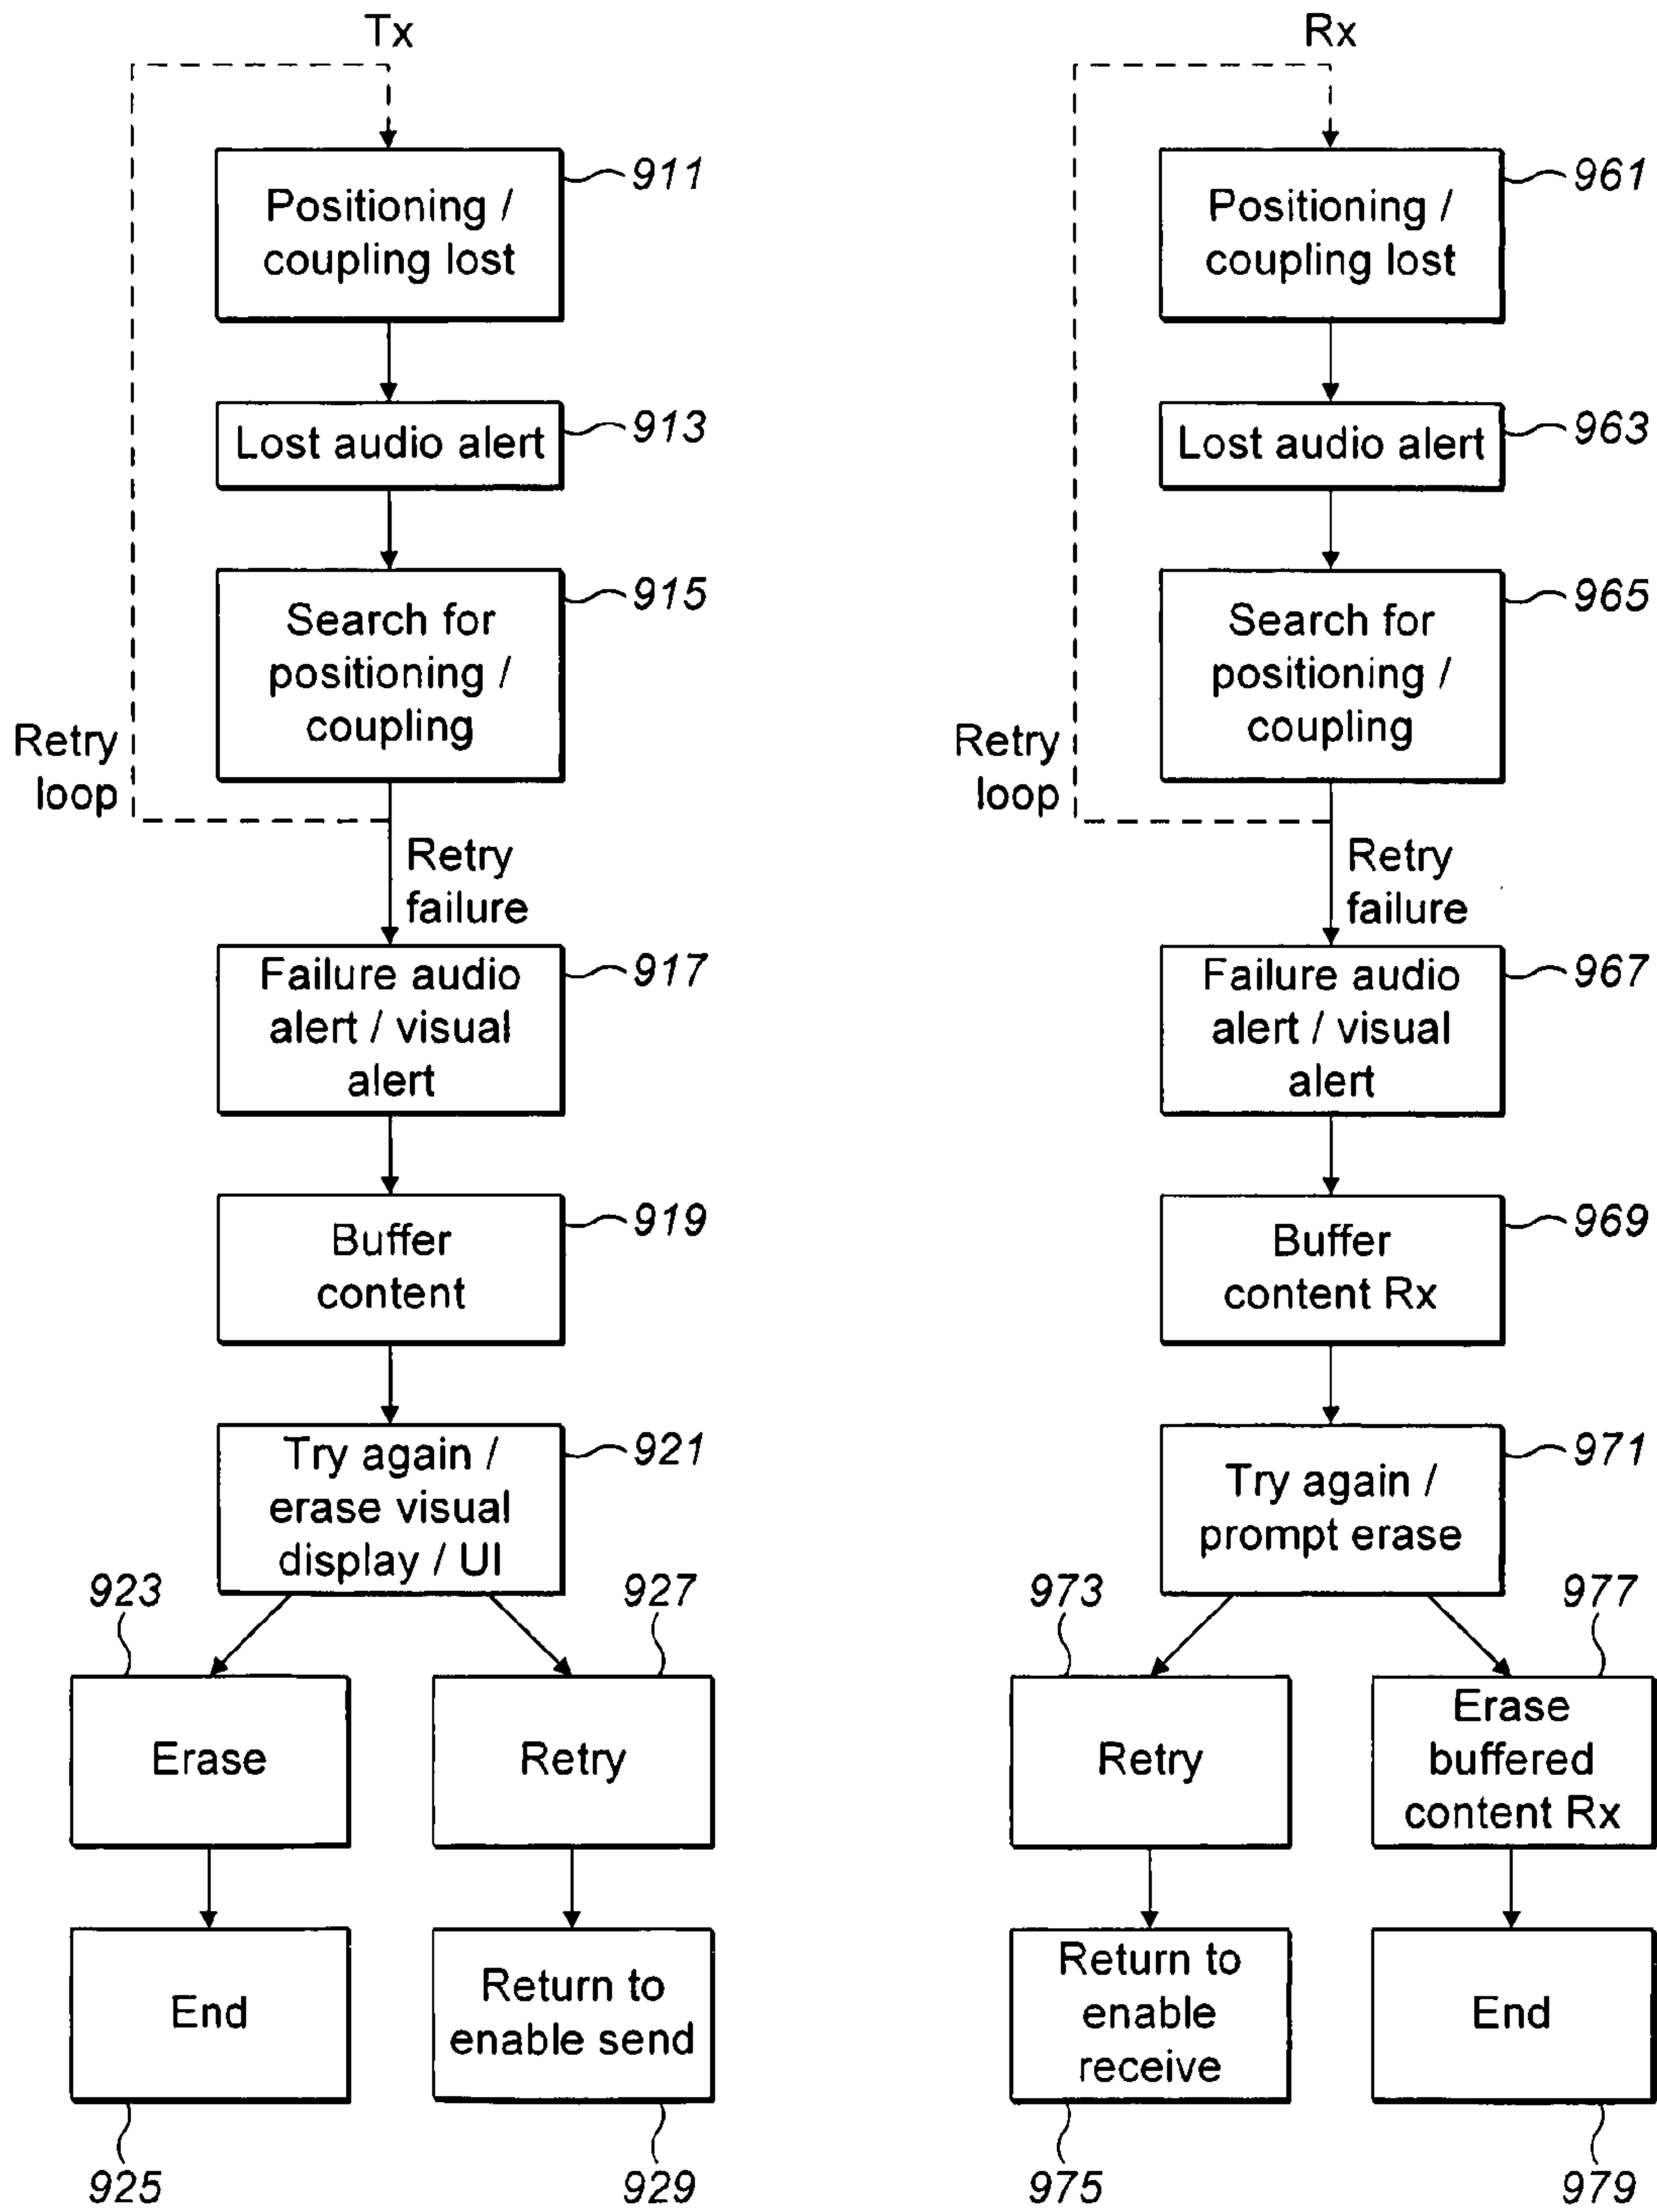 Tx
Positioning /
coupling lost
911
Lost audio alert
913
Search for
positioning /
coupling
915
Retry
loop
Retry
failure
Failure audio
alert / visual
alert
917
Buffer
content
919
Try again /
erase visual
display / UI
921
923
Erase
927
Retry
End
925
Return to
enable send
929
Rx
Positioning /
coupling lost
961
Lost audio alert
963
Search for
positioning /
coupling
965
Retry
loop
Retry
failure
Failure audio
alert / visual
alert
967
Buffer
content Rx
969
Try again /
prompt erase
971
973
Retry
977
Erase
buffered
content Rx
Return to
enable
receive
975
End
979